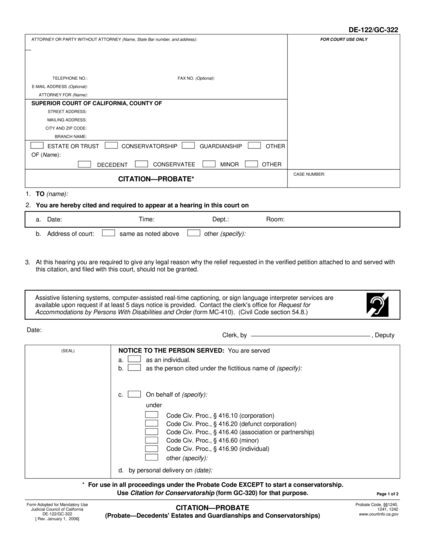 DE-122/GC-322
ATTORNEY OR PARTY WITHOUT ATTORNEY (Name, State Bar number, and address):
FOR COURT USE ONLY
TELEPHONE NO.: FAX NO. (Optional):
E-MAIL ADDRESS (Optional):
ATTORNEY FOR (Name):
SUPERIOR COURT OF CALIFORNIA, COUNTY OF
STREET ADDRESS:
MAILING ADDRESS:
CITY AND ZIP CODE:
BRANCH NAME:
ESTATE OR TRUST CONSERVATORSHIP GUARDIANSHIP OTHER
OF (Name):
DECEDENT CONSERVATEE MINOR OTHER
CITATION—PROBATE*
CASE NUMBER:
1. TO (name):
2. You are hereby cited and required to appear at a hearing in this court on
a. Date: Time: Dept.: Room:
b. Address of court: same as noted above other (specify):
3. At this hearing you are required to give any legal reason why the relief requested in the verified petition attached to and served with
this citation, and filed with this court, should not be granted.
Assistive listening systems, computer-assisted real-time captioning, or sign language interpreter services are
available upon request if at least 5 days notice is provided. Contact the clerk's office for Request for
Accommodations by Persons With Disabilities and Order (form MC-410). (Civil Code section 54.8.)
Date:
Clerk, by , Deputy
(SEAL)
NOTICE TO THE PERSON SERVED: You are served
a. as an individual.
b. as the person cited under the fictitious name of (specify):
c. On behalf of (specify):
under
Code Civ. Proc., § 416.10 (corporation)
Code Civ. Proc., § 416.20 (defunct corporation)
Code Civ. Proc., § 416.40 (association or partnership)
Code Civ. Proc., § 416.60 (minor)
Code Civ. Proc., § 416.90 (individual)
other (specify):
d. by personal delivery on (date):
* For use in all proceedings under the Probate Code EXCEPT to start a conservatorship.
Use Citation for Conservatorship (form GC-320) for that purpose.
Page 1 of 2
Form Adopted for Mandatory Use
Judicial Council of California
DE-122/GC-322
[ Rev. January 1, 2006]
CITATION—PROBATE
(Probate—Decedents' Estates and Guardianships and Conservatorships)
Probate Code, §§1240,
1241, 1242
www.courtinfo.ca.gov